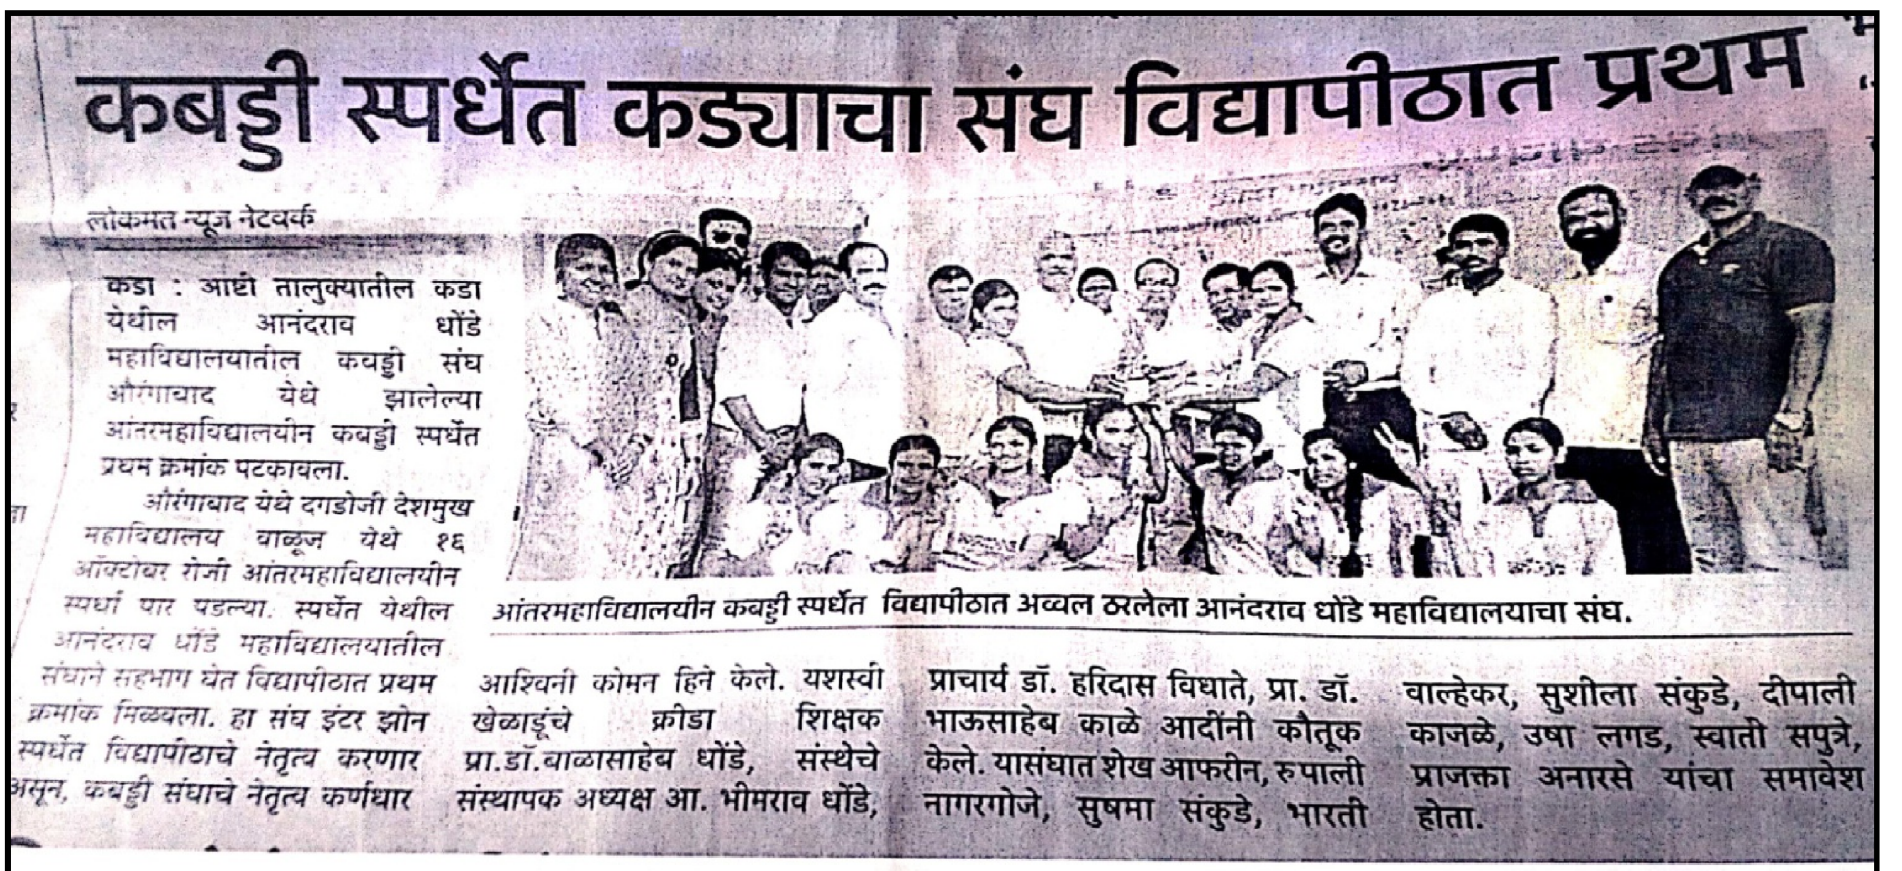 कबड्डी स्पर्धेत कड्याचा संघ विद्यापीठात प्रथम
लोकमत न्यूज नेटवर्क
कडा : आष्टी तालुक्यातील कडा
येथील आनंदराव धोंडे
महाविद्यालयातील कबड्डी संघ
औरंगाबाद येथे झालेल्या
आंतरमहाविद्यालयीन कबड्डी स्पर्धेत
प्रथम क्रमांक पटकावला.
औरंगाबाद येथे दगडोजी देशमुख
महाविद्यालय वाळूज येथे १६
ऑक्टोबर रोजी आंतरमहाविद्यालयीन
स्पर्धा पार पडल्या. स्पर्धेत येथील
आनंदराव धोंडे महाविद्यालयातील
संघाने सहभाग घेत विद्यापीठात प्रथम
क्रमांक मिळवला. हा संघ इंटर झोन
स्पर्धेत विद्यापीठाचे नेतृत्व करणार
असून, कबड्डी संघाचे नेतृत्व कर्णधार
आंतरमहाविद्यालयीन कबड्डी स्पर्धेत विद्यापीठात अव्वल ठरलेला आनंदराव धोंडे महाविद्यालयाचा संघ.
आश्विनी कोमन हिने केले. यशस्वी
खेळाडूंचे क्रीडा शिक्षक
प्रा.डॉ.बाळासाहेब धोंडे, संस्थेचे
संस्थापक अध्यक्ष आ. भीमराव धोंडे,
प्राचार्य डॉ. हरिदास विधाते, प्रा. डॉ.
भाऊसाहेब काळे आदींनी कौतूक
केले. यासंघात शेख आफरीन, रुपाली
नागरगोजे, सुषमा संकुडे, भारती
वाल्हेकर, सुशीला संकुडे, दीपाली
काजळे, उषा लगड, स्वाती सपुत्रे,
प्राजक्ता अनारसे यांचा समावेश
होता.